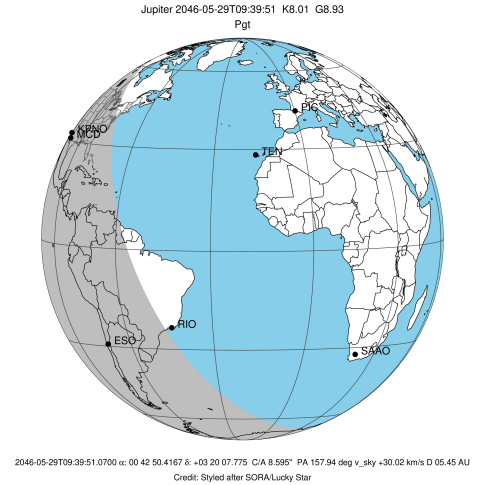 Jupiter 2046-05-29T09:39:51 K8.01 G8.93
Pgt
PIC
KPNO
MCD
TEN
RIO
ESO
SAAO
2046-05-29T09:39:51.0700 α: 00 42 50.4167 δ: +03 20 07.775 C/A 8.595" PA 157.94 deg v_sky +30.02 km/s D 05.45 AU
Credit: Styled after SORA/Lucky Star